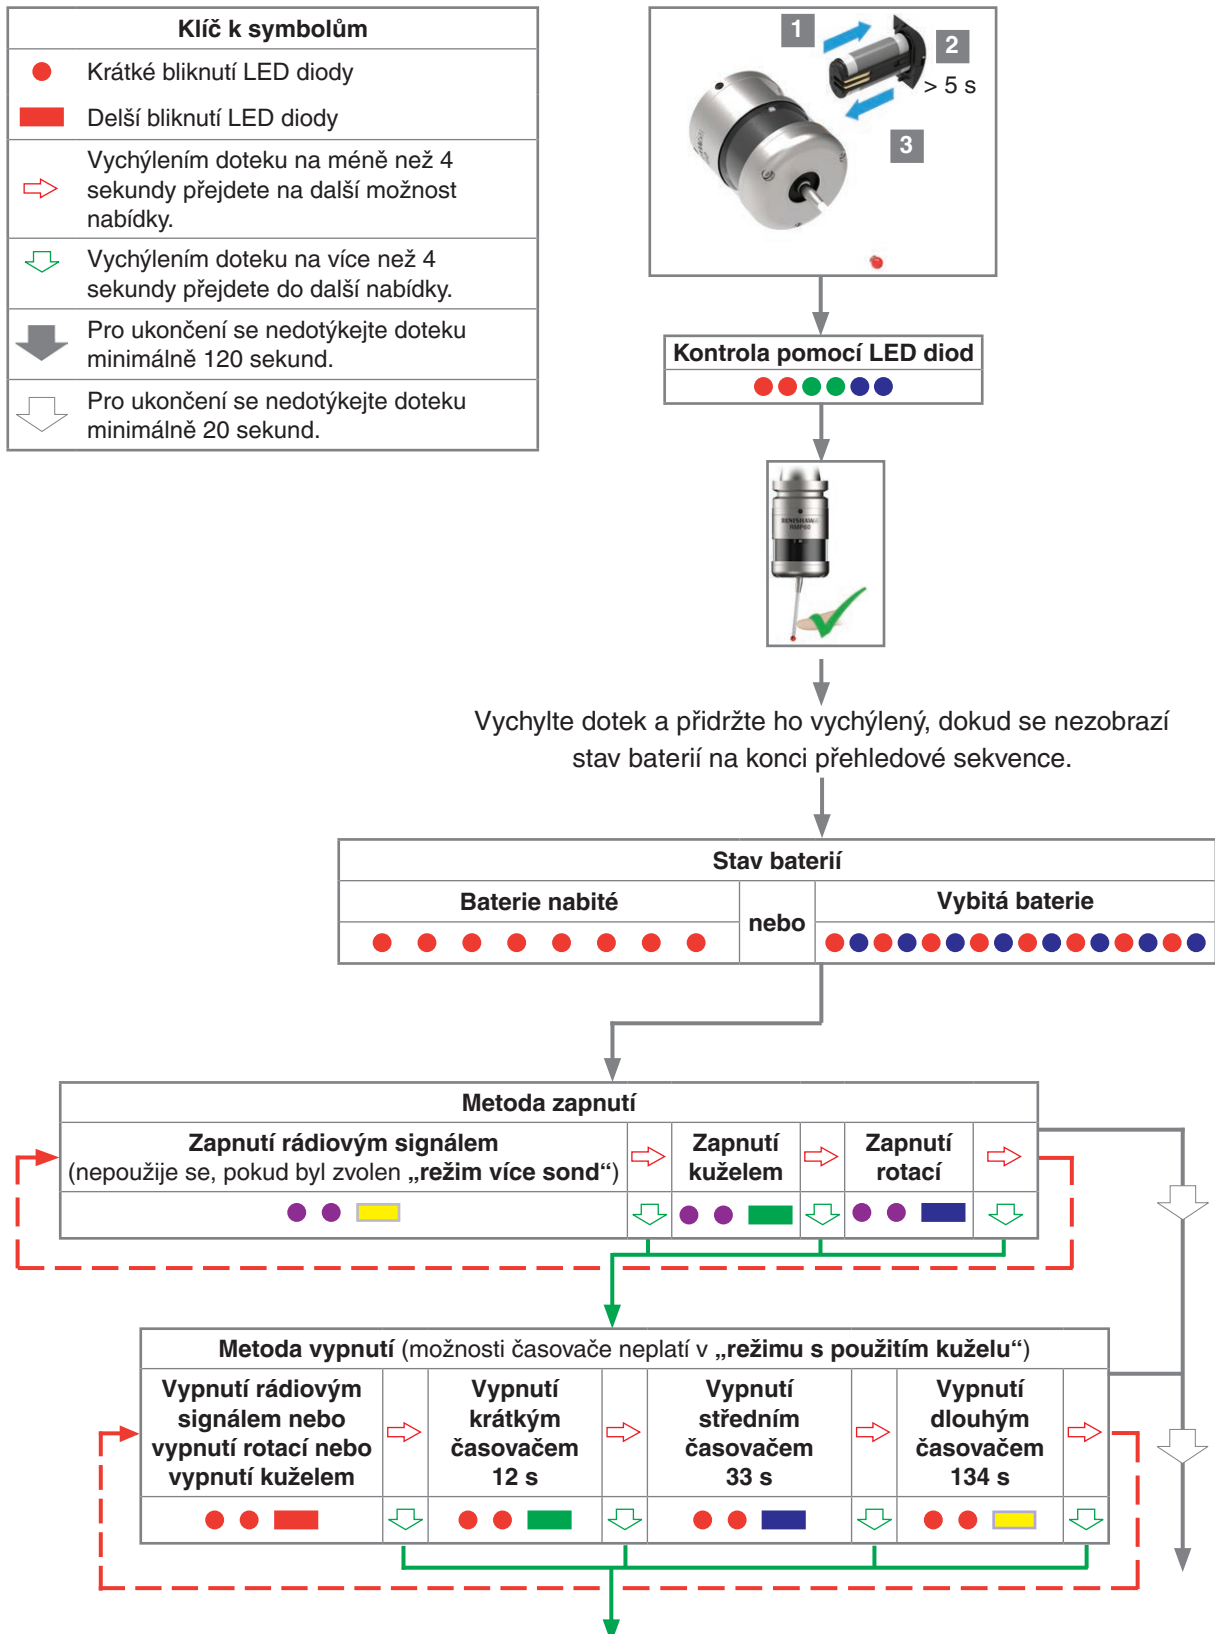 Klíč k symbolům
Krátké bliknutí LED diody
Delší bliknutí LED diody
Vychýlením doteku na méně než 4
sekundy přejdete na další možnost
nabídky.
Vychýlením doteku na více než 4
sekundy přejdete do další nabídky.
Pro ukončení se nedotýkejte doteku
minimálně 120 sekund.
Pro ukončení se nedotýkejte doteku
minimálně 20 sekund.
1
2
> 5 s
3
Kontrola pomocí LED diod
RENISHAW
RMP60
Vychylte dotek a přidržte ho vychýlený, dokud se nezobrazí
stav baterií na konci přehledové sekvence.
Stav baterií
Baterie nabité
nebo
Vybitá baterie
Metoda zapnutí
Zapnutí rádiovým signálem
(nepoužije se, pokud byl zvolen „režim více sond“)
Zapnutí
kuželem
Zapnutí
rotací
Metoda vypnutí (možnosti časovače neplatí v „režimu s použitím kuželu“)
Vypnutí rádiovým
signálem nebo
vypnutí rotací nebo
vypnutí kuželem
Vypnutí
krátkým
časovačem
12 s
Vypnutí
středním
časovačem
33 s
Vypnutí
dlouhým
časovačem
134 s